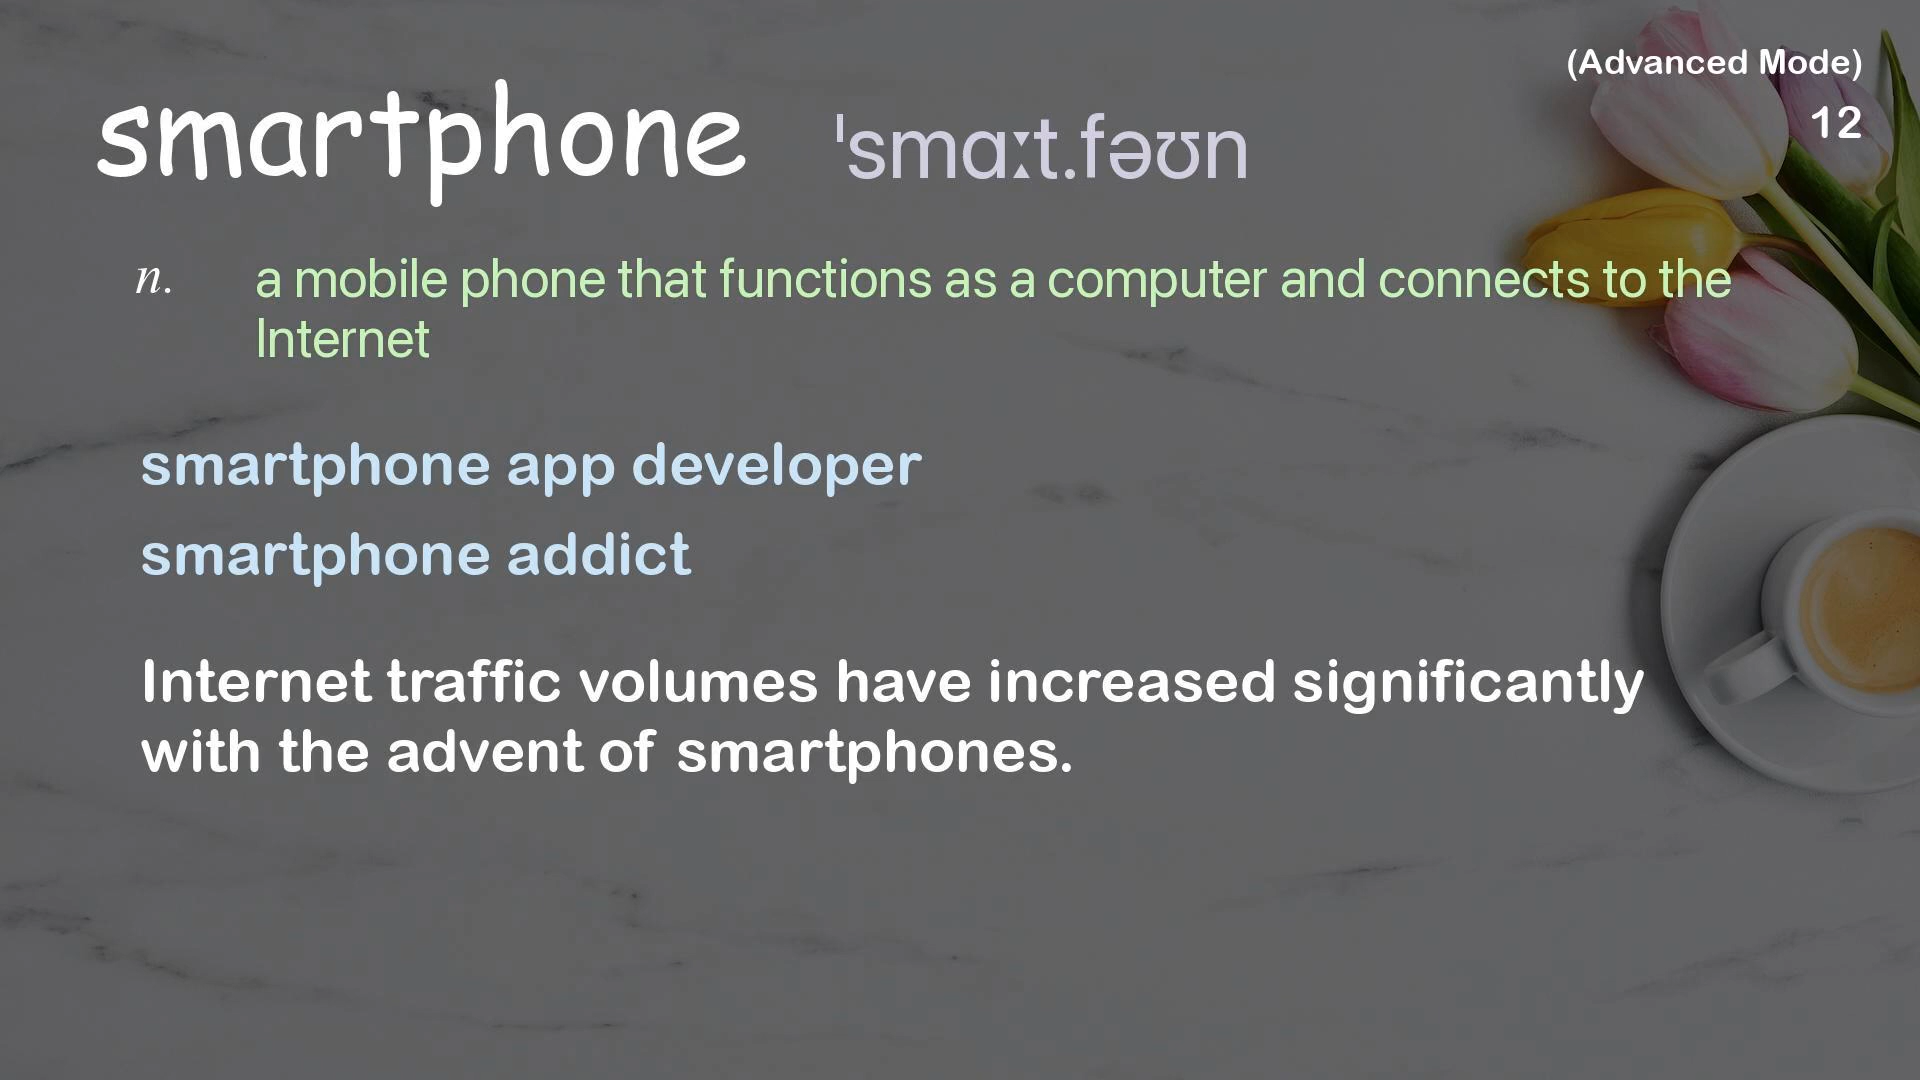 (Advanced Mode)
12
smartphone ˈsmɑːt.fəʊn
n. a mobile phone that functions as a computer and connects to the
Internet
smartphone app developer
smartphone addict
Internet traffic volumes have increased significantly
with the advent of smartphones.